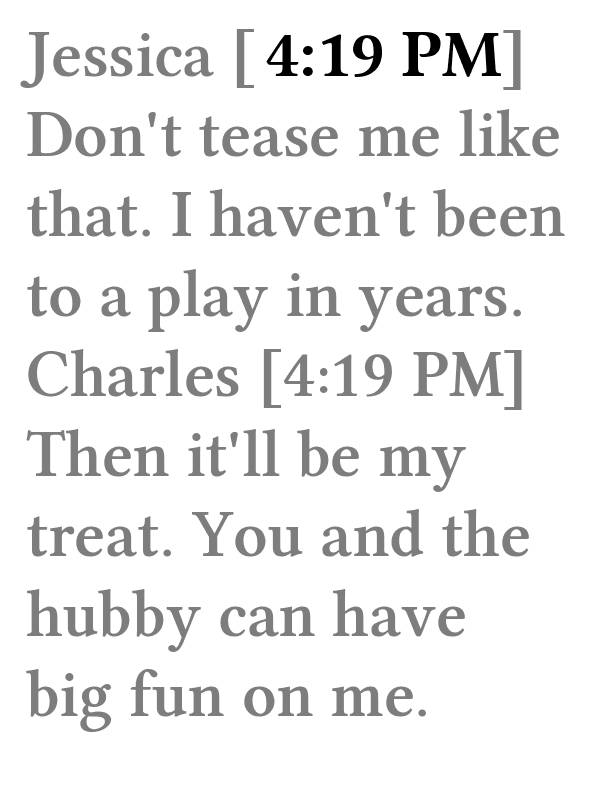 Jessica [4:19 PM]
Don't tease me like
that. I haven't been
to a play in years.
Charles [4:19 PM]
Then it'll be my
treat. You and the
hubby can have
big fun on me.